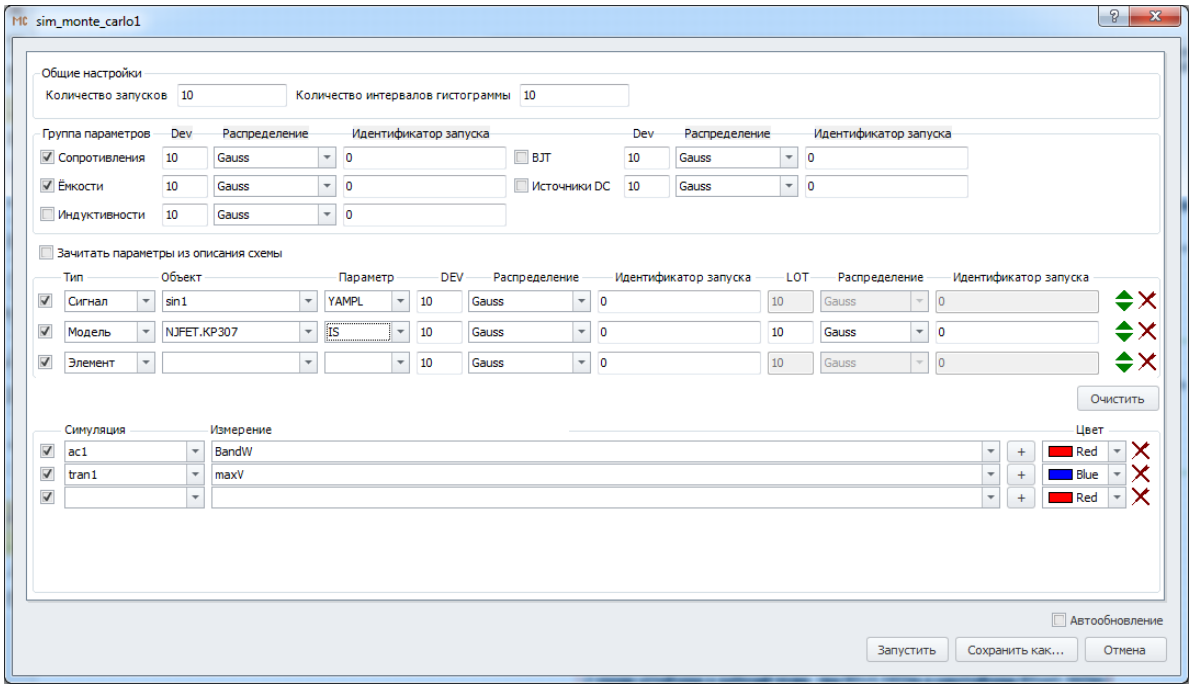 MC sim_monte_carlo1
Общие настройки
Количество запусков 10 Количество интервалов гистограммы 10
Группа параметров Dev Распределение Идентификатор запуска Dev Распределение Идентификатор запуска
Сопротивления 10 Gauss 0 BJT 10 Gauss 0
Ёмкости 10 Gauss 0 Источники DC 10 Gauss 0
Индуктивности 10 Gauss 0
Зачитать параметры из описания схемы
Тип Объект Параметр DEV Распределение Идентификатор запуска LOT Распределение Идентификатор запуска
Сигнал sin1 YAMPL 10 Gauss 0 10 Gauss 0
Модель NJFET.KP307 IS 10 Gauss 0 10 Gauss 0
Элемент 10 Gauss 0 10 Gauss 0
Очистить
Симуляция Измерение Цвет
ac1 BandW + Red
tran1 maxV + Blue
+ Red
Автообновление
Запустить Сохранить как... Отмена